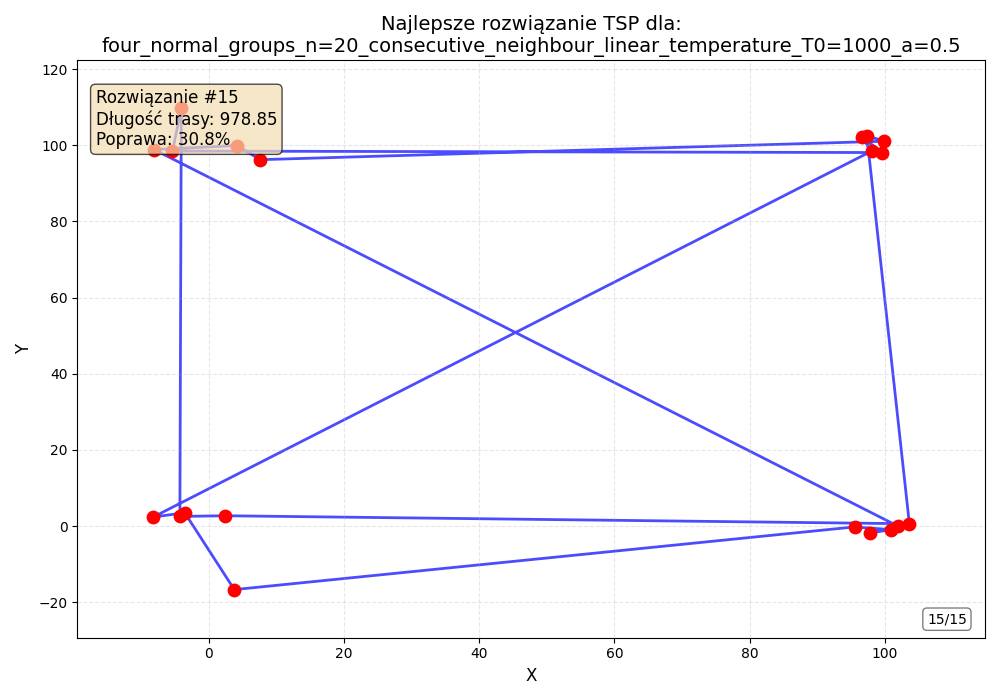 Najlepsze rozwiązanie TSP dla:
four_normal_groups_n=20_consecutive_neighbour_linear_temperature_T0=1000_a=0.5
Rozwiązanie #15
Długość trasy: 978.85
Poprawa: 30.8%
120
100
80
60
40
20
0
−20
Y
0
20
40
60
80
100
X
15/15